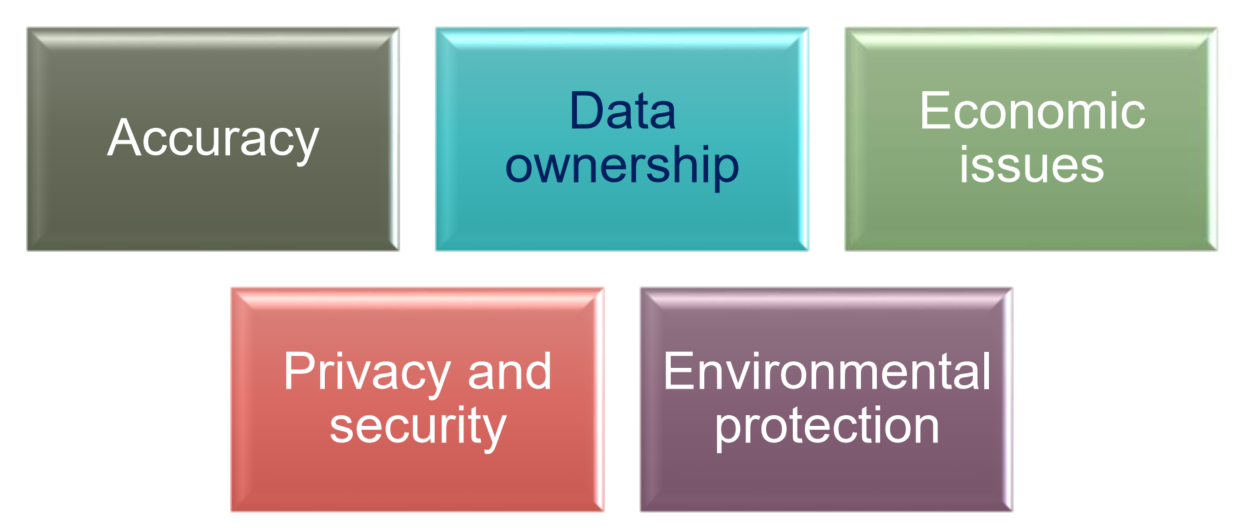 Accuracy
Data
ownership
Economic
issues
Privacy and
security
Environmental
protection